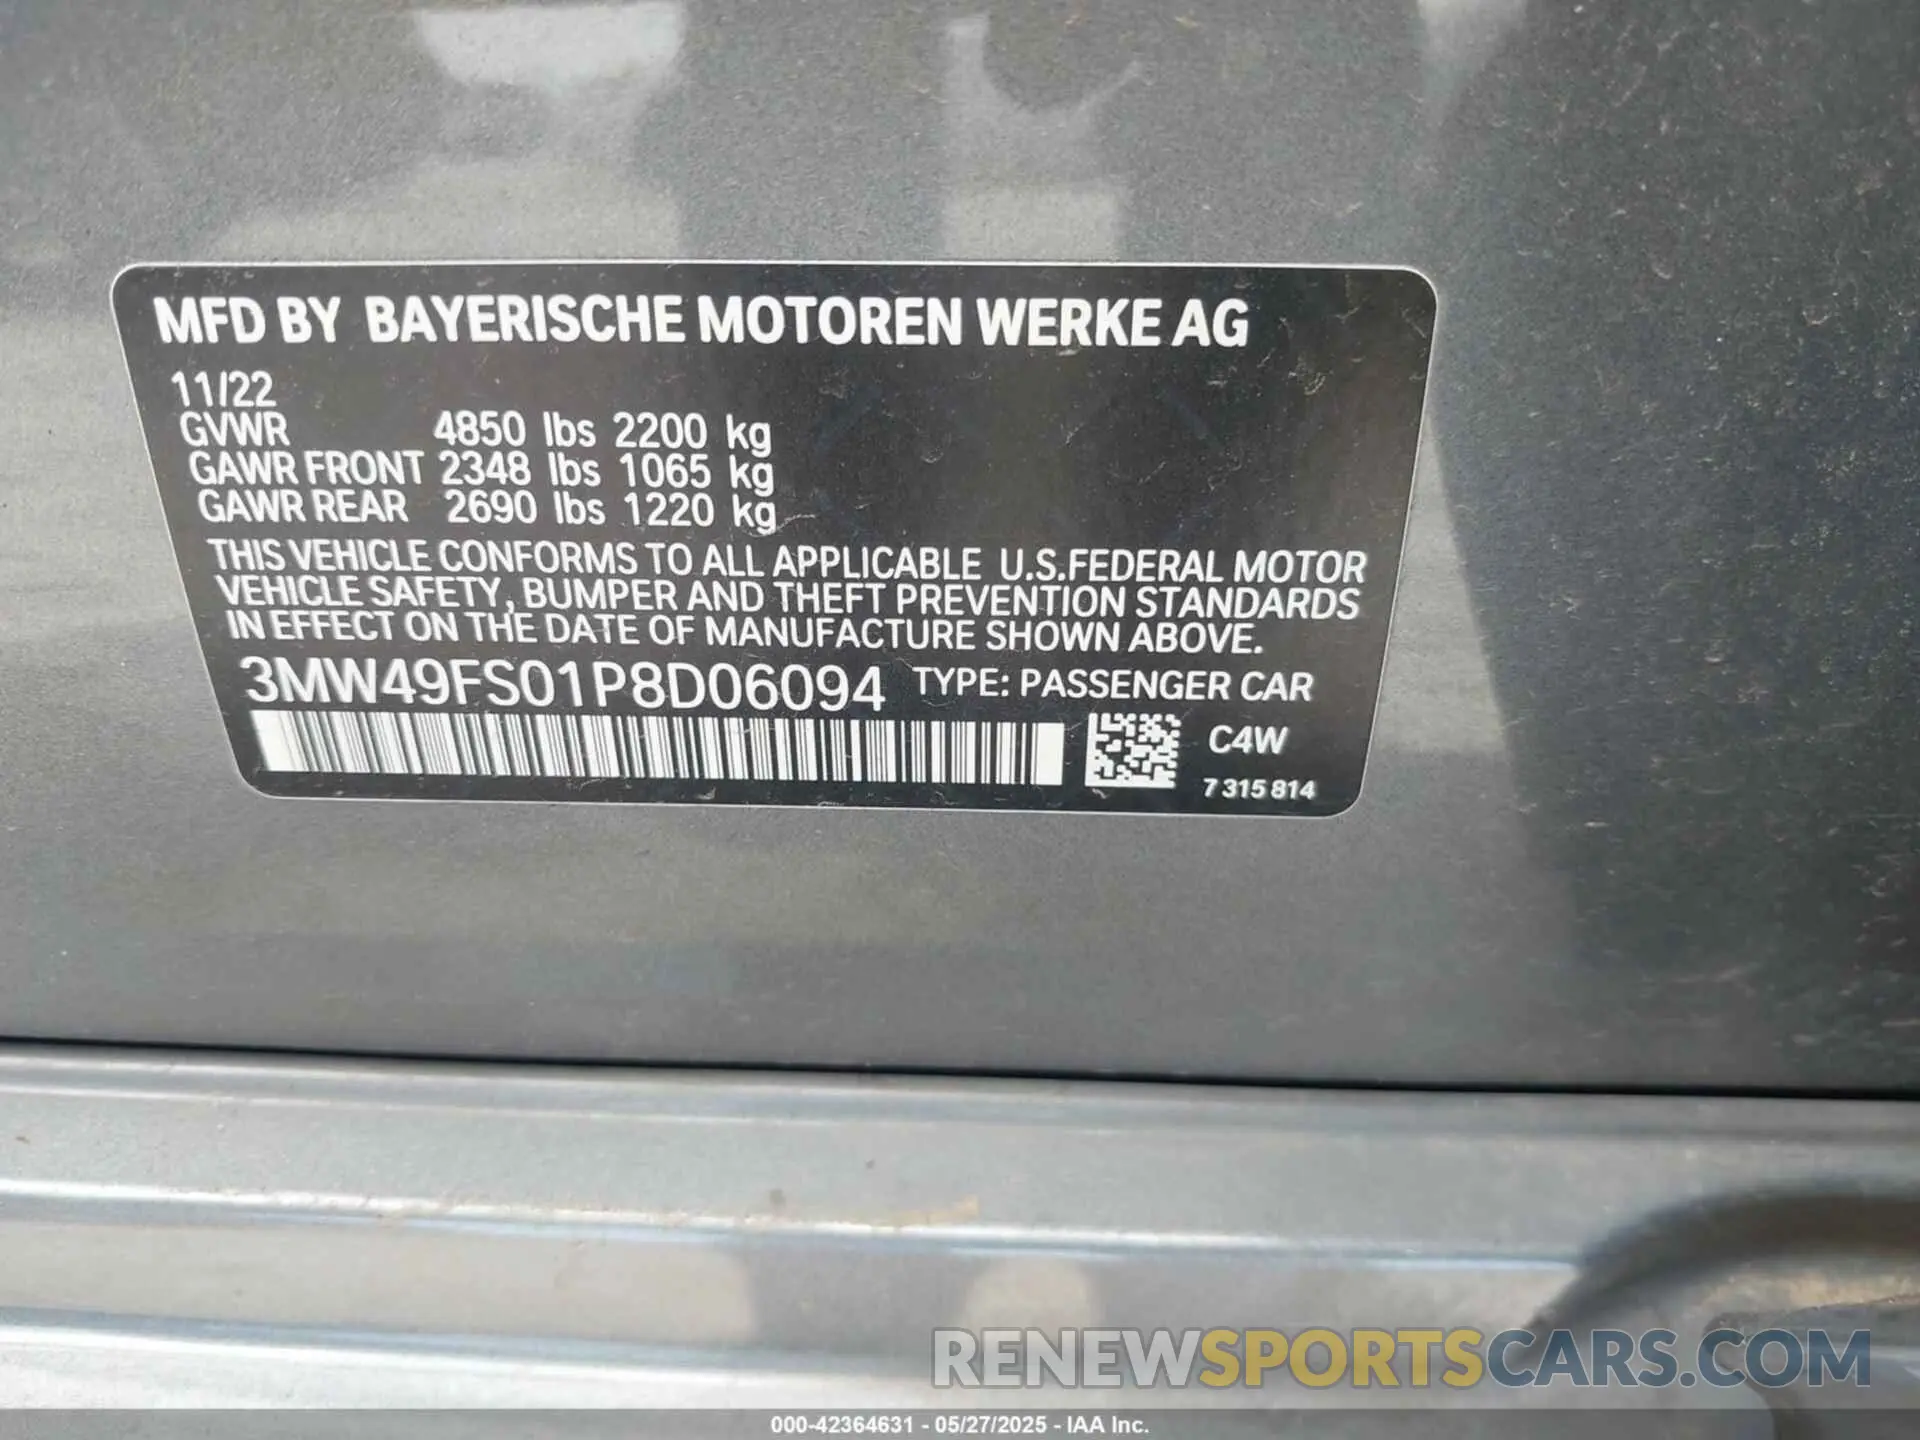 MFD BY BAYERISCHE MOTOREN WERKE AG
11/22
GVWR 4850 lbs 2200 kg
GAWR FRONT 2348 lbs 1065 kg
GAWR REAR 2690 lbs 1220 kg
THIS VEHICLE CONFORMS TO ALL APPLICABLE U.S.FEDERAL MOTOR
VEHICLE SAFETY, BUMPER AND THEFT PREVENTION STANDARDS
IN EFFECT ON THE DATE OF MANUFACTURE SHOWN ABOVE.
3MW49FS01P8D06094 TYPE: PASSENGER CAR
C4W
7 315 814
RENEWSPORTSCARS.COM
000-42364631 - 05/27/2025 - IAA Inc.